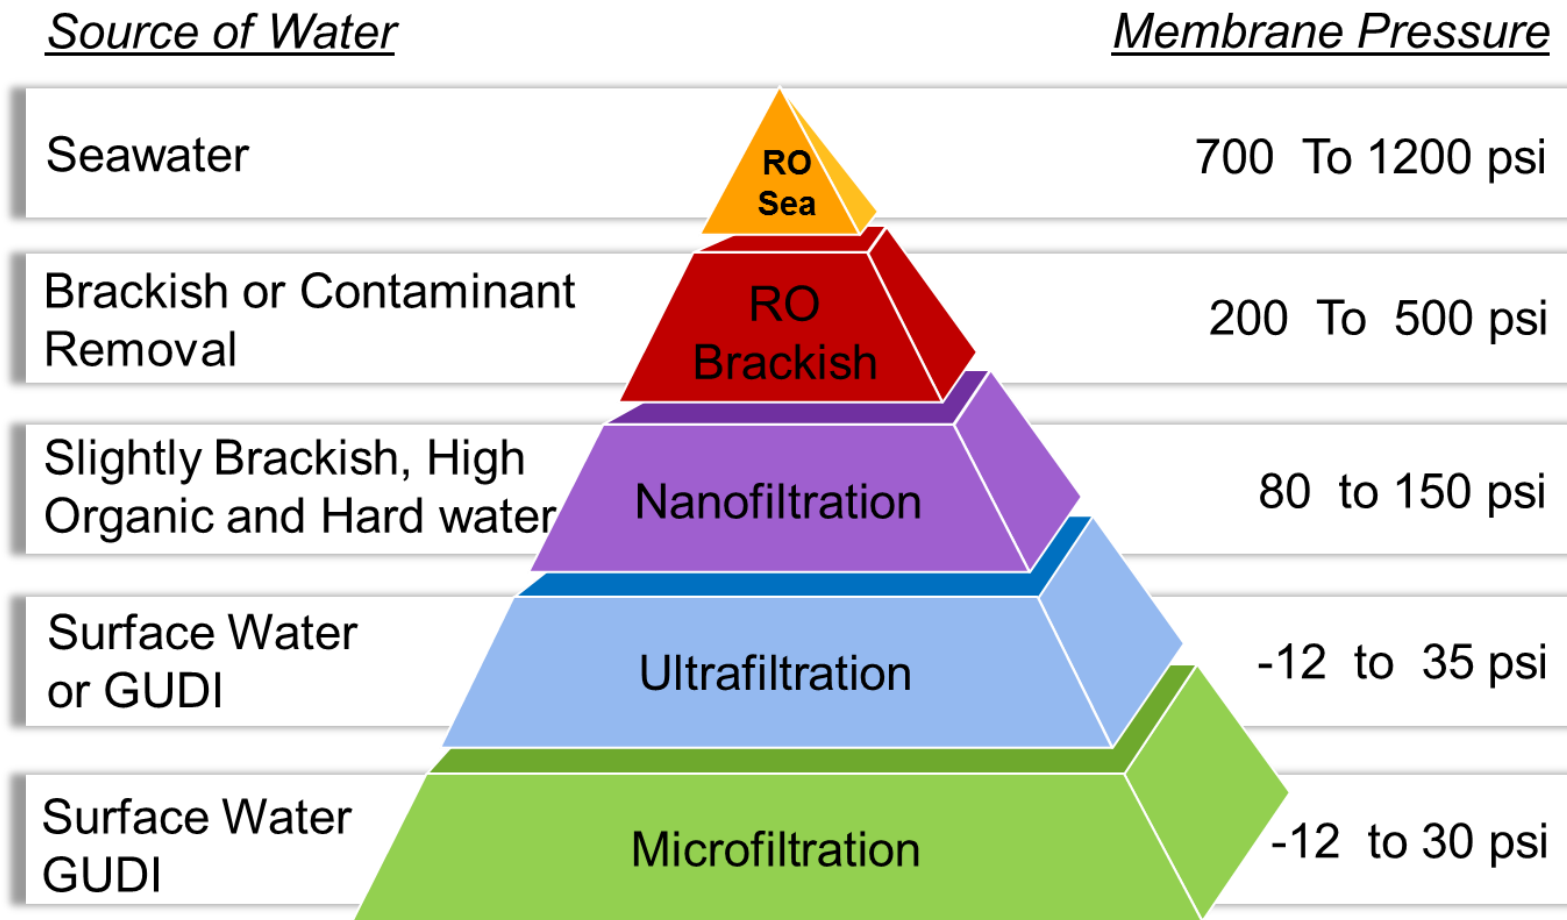 Source of Water
Membrane Pressure
Seawater
RO
Sea
700 To 1200 psi
Brackish or Contaminant
Removal
RO
Brackish
200 To 500 psi
Slightly Brackish, High
Organic and Hard water
Nanofiltration
80 to 150 psi
Surface Water
or GUDI
Ultrafiltration
-12 to 35 psi
Surface Water
GUDI
Microfiltration
-12 to 30 psi